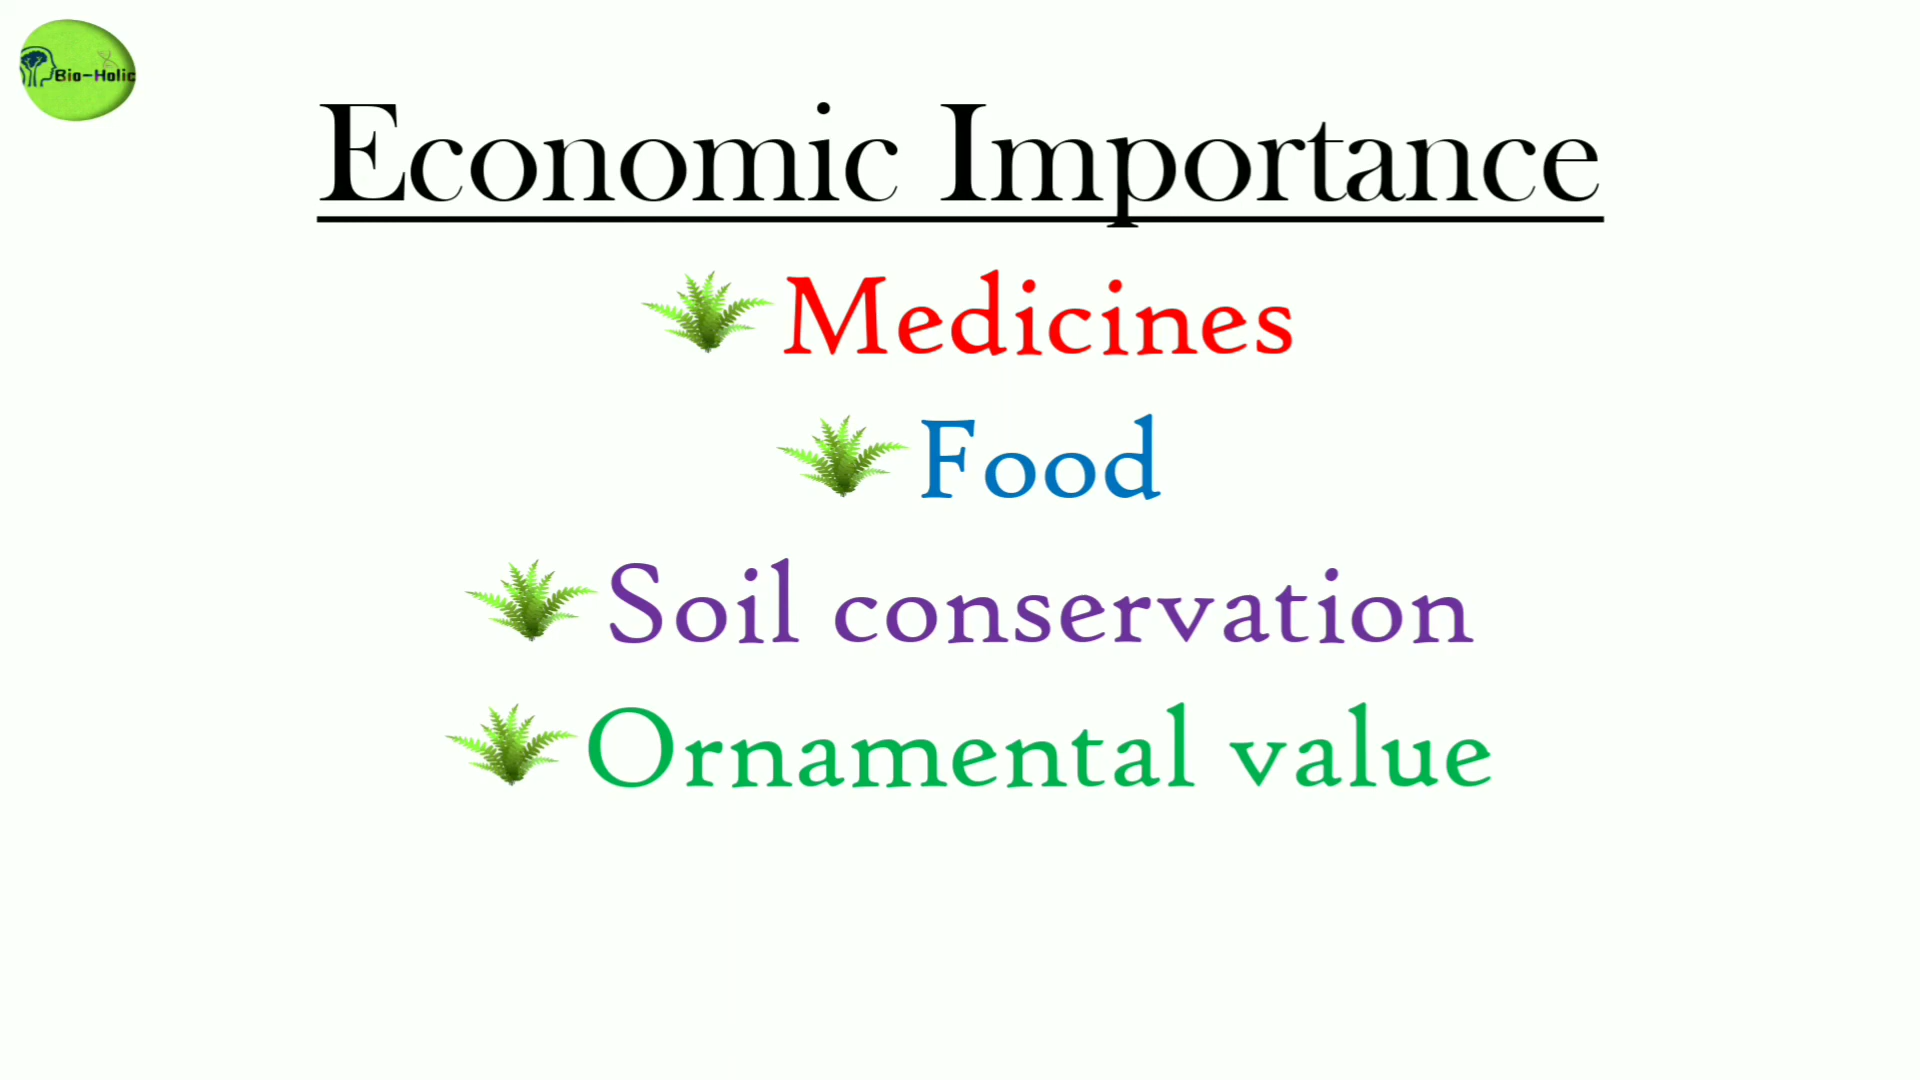 Bio-Holic
Economic Importance
Medicines
Food
Soil conservation
Ornamental value